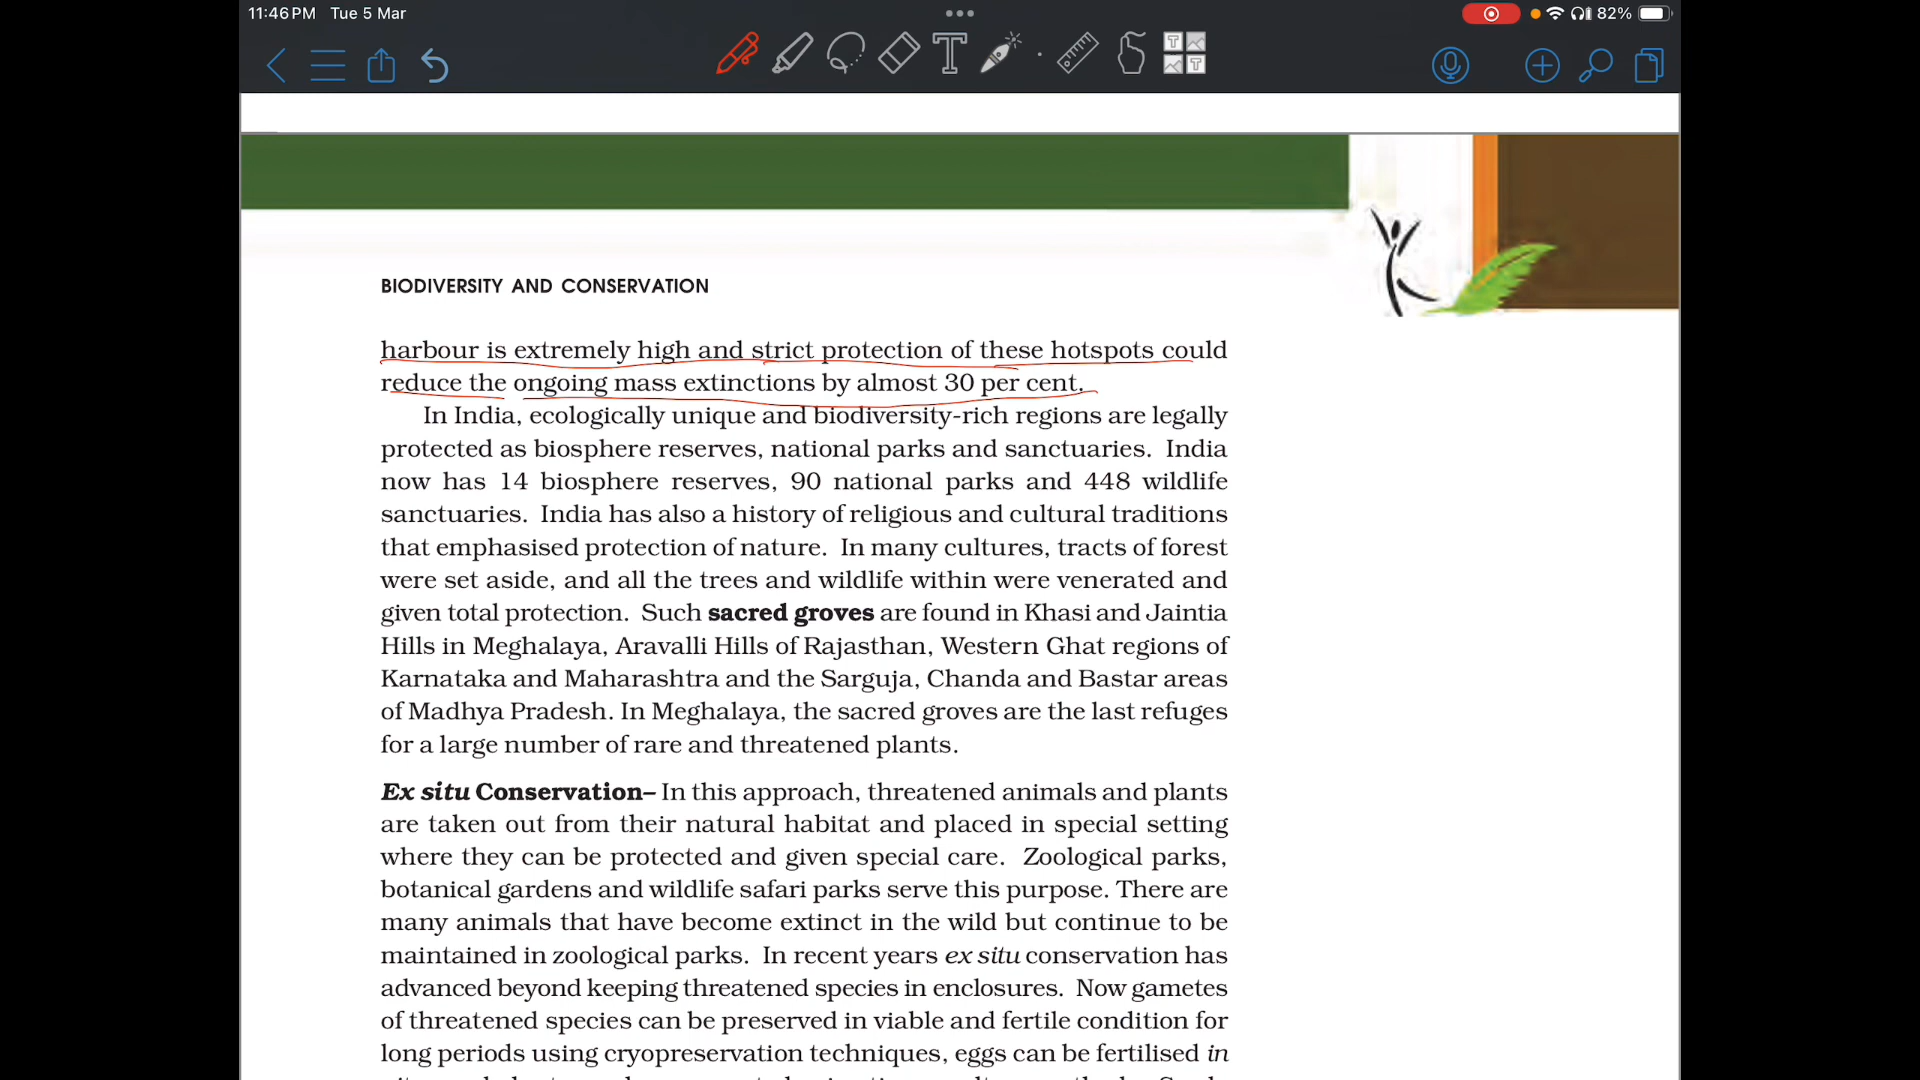 11:46 PM Tue 5 Mar
82%
BIODIVERSITY AND CONSERVATION
harbour is extremely high and strict protection of these hotspots could
reduce the ongoing mass extinctions by almost 30 per cent.
In India, ecologically unique and biodiversity-rich regions are legally
protected as biosphere reserves, national parks and sanctuaries. India
now has 14 biosphere reserves, 90 national parks and 448 wildlife
sanctuaries. India has also a history of religious and cultural traditions
that emphasised protection of nature. In many cultures, tracts of forest
were set aside, and all the trees and wildlife within were venerated and
given total protection. Such sacred groves are found in Khasi and Jaintia
Hills in Meghalaya, Aravalli Hills of Rajasthan, Western Ghat regions of
Karnataka and Maharashtra and the Sarguja, Chanda and Bastar areas
of Madhya Pradesh. In Meghalaya, the sacred groves are the last refuges
for a large number of rare and threatened plants.
Ex situ Conservation– In this approach, threatened animals and plants
are taken out from their natural habitat and placed in special setting
where they can be protected and given special care. Zoological parks,
botanical gardens and wildlife safari parks serve this purpose. There are
many animals that have become extinct in the wild but continue to be
maintained in zoological parks. In recent years ex situ conservation has
advanced beyond keeping threatened species in enclosures. Now gametes
of threatened species can be preserved in viable and fertile condition for
long periods using cryopreservation techniques, eggs can be fertilised in